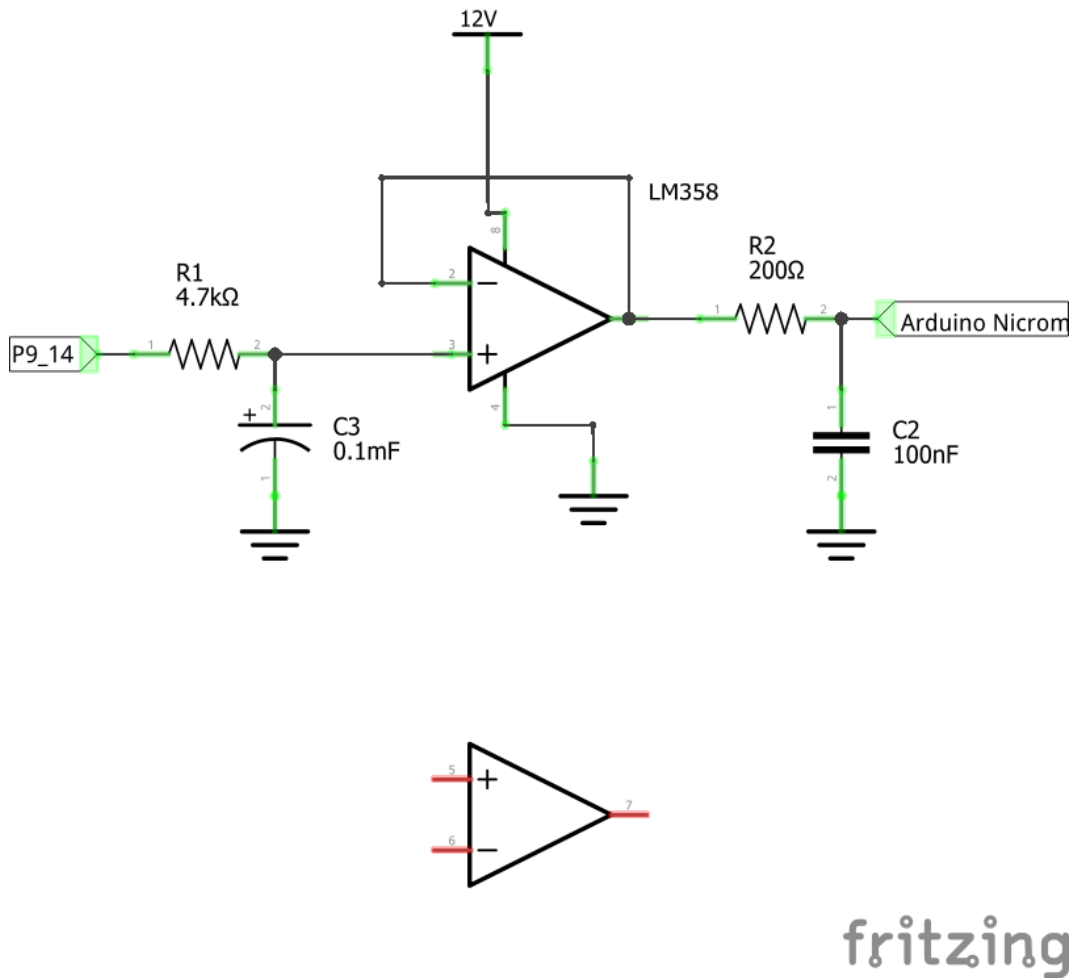 12V
8
LM358
2
−
R1
4.7kΩ
R2
200Ω
P9_14
1
2
3
+
1
2
Arduino Nicrom
4
+
2
C3
0.1mF
1
1
C2
100nF
2
5
+
7
6
−
fritzing